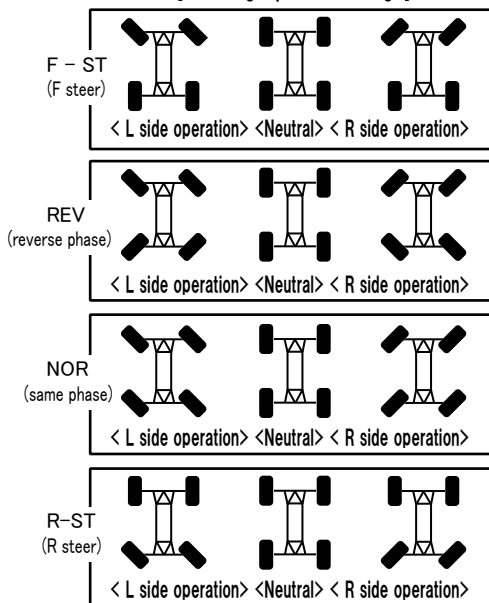 F - ST
(F steer)
< L side operation> <Neutral> < R side operation>
REV
(reverse phase)
< L side operation> <Neutral> < R side operation>
NOR
(same phase)
< L side operation> <Neutral> < R side operation>
R-ST
(R steer)
< L side operation> <Neutral> < R side operation>